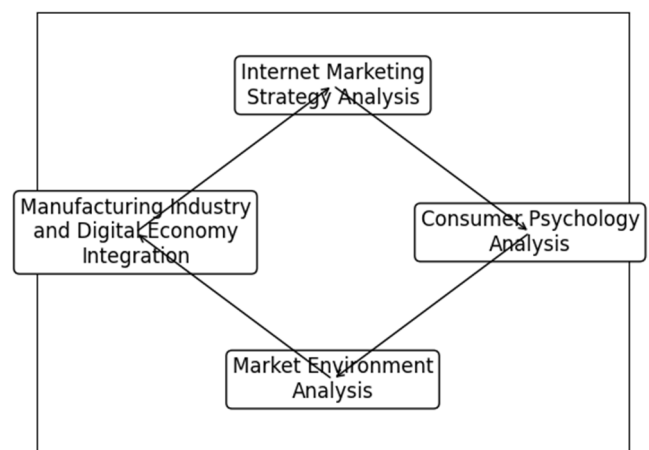 Internet Marketing
Strategy Analysis
Manufacturing Industry
and Digital Economy
Integration
Consumer Psychology
Analysis
Market Environment
Analysis